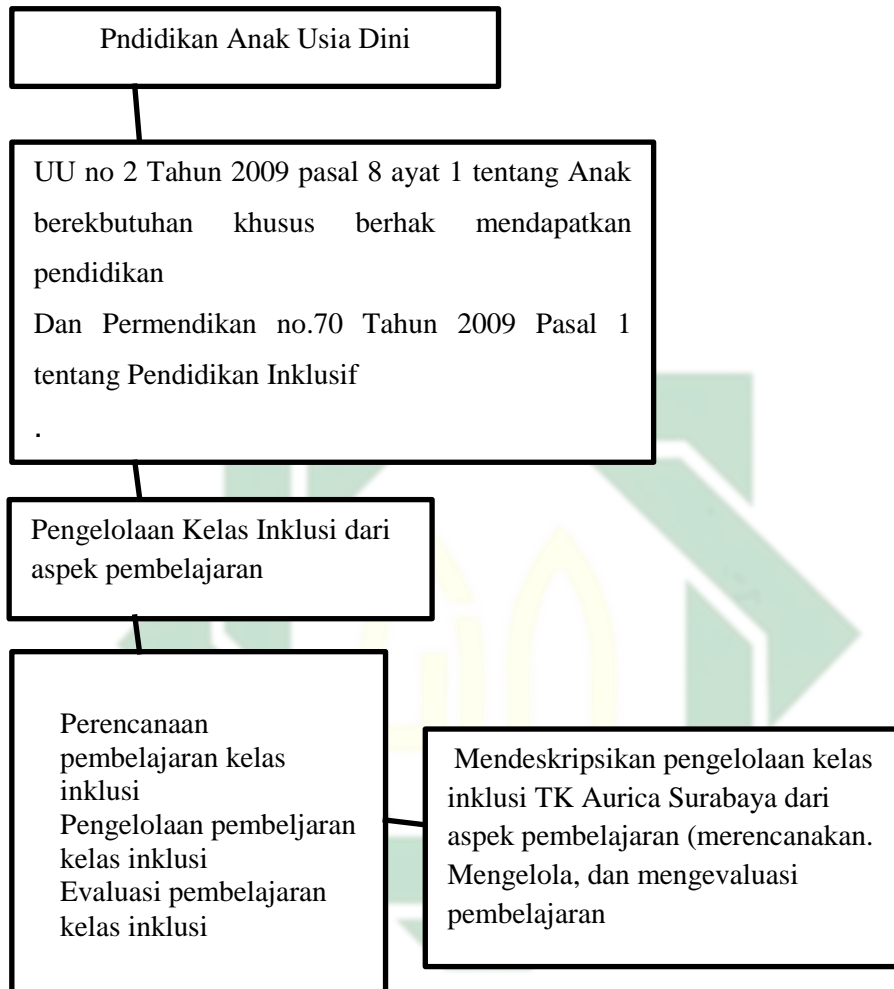 Pndidikan Anak Usia Dini
UU no 2 Tahun 2009 pasal 8 ayat 1 tentang Anak
berekbutuhan khusus berhak mendapatkan
pendidikan
Dan Permendikan no.70 Tahun 2009 Pasal 1
tentang Pendidikan Inklusif
.
Pengelolaan Kelas Inklusi dari
aspek pembelajaran
Perencanaan
pembelajaran kelas
inklusi
Pengelolaan pembeljaran
kelas inklusi
Evaluasi pembelajaran
kelas inklusi
Mendeskripsikan pengelolaan kelas
inklusi TK Aurica Surabaya dari
aspek pembelajaran (merencanakan.
Mengelola, dan mengevaluasi
pembelajaran